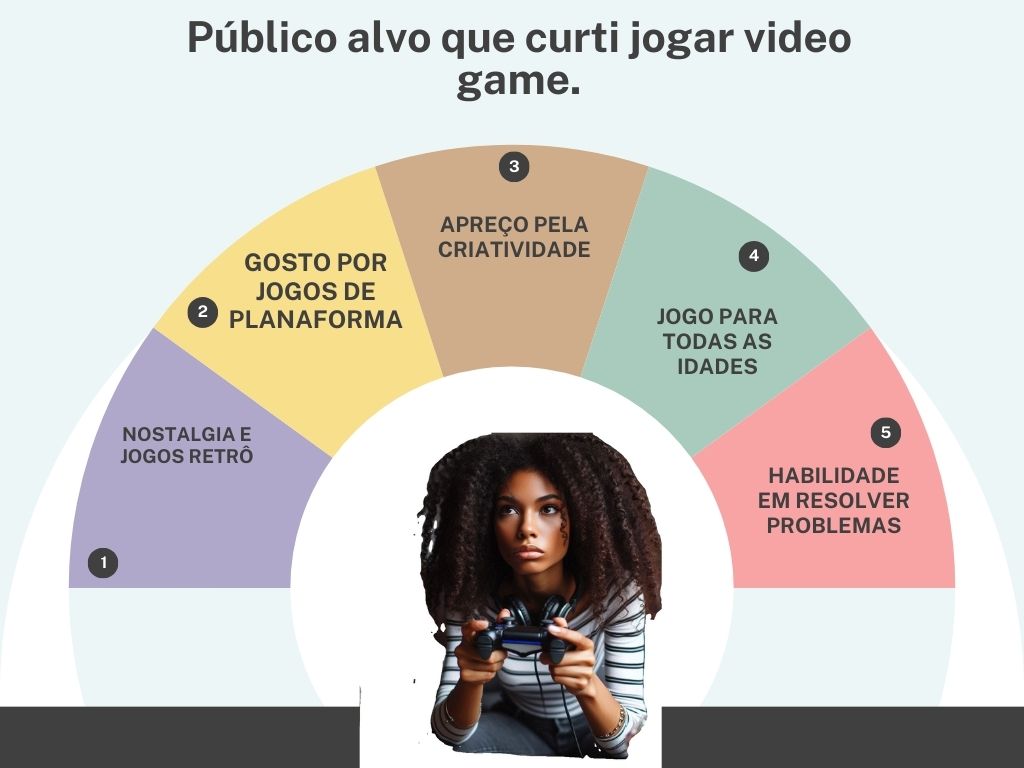 Público alvo que curti jogar video
game.
3
APREÇO PELA
CRIATIVIDADE
4
GOSTO POR
JOGOS DE
PLANAFORMA
2
JOGO PARA
TODAS AS
IDADES
NOSTALGIA E
JOGOS RETRÔ
1
5
HABILIDADE
EM RESOLVER
PROBLEMAS